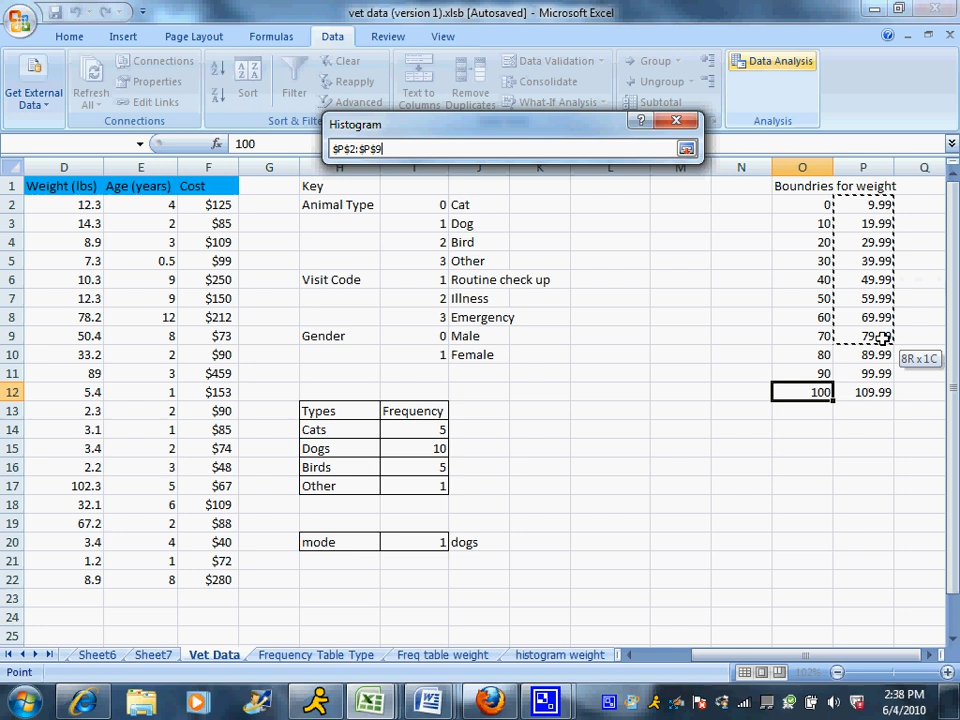 vet data (version 1).xlsb [Autosaved] - Microsoft Excel
Home Insert Page Layout Formulas Data Review View
Get External Data
Refresh All
Connections
Properties
Edit Links
Connections
Sort
Filter
Clear
Reapply
Advanced
Sort & Fil
Text to Columns
Remove Duplicates
Data Validation
Consolidate
What-If Analysis
Group
Ungroup
Subtotal
Data Analysis
Analysis
Histogram
$P$2:$P$9
fx 100
D E F G H I J K L M N O P Q
1 Weight (lbs) Age (years) Cost Key Boundries for weight
2 12.3 4 $125 Animal Type 0 Cat 0 9.99
3 14.3 2 $85 1 Dog 10 19.99
4 8.9 3 $109 2 Bird 20 29.99
5 7.3 0.5 $99 3 Other 30 39.99
6 10.3 9 $250 Visit Code 1 Routine check up 40 49.99
7 12.3 9 $150 2 Illness 50 59.99
8 78.2 12 $212 3 Emergency 60 69.99
9 50.4 8 $73 Gender 0 Male 70 79.99
10 33.2 2 $90 1 Female 80 89.99
8R x 1C
11 89 3 $459 90 99.99
12 5.4 1 $153 100 109.99
13 2.3 2 $90 Types Frequency
14 3.1 1 $85 Cats 5
15 3.4 2 $74 Dogs 10
16 2.2 3 $48 Birds 5
17 102.3 5 $67 Other 1
18 32.1 6 $109
19 67.2 2 $88
20 3.4 4 $40 mode 1 dogs
21 1.2 1 $72
22 8.9 8 $280
23
24
25
Sheet6 Sheet7 Vet Data Frequency Table Type Freq table weight histogram weight
Point 102%
2:38 PM
6/4/2010